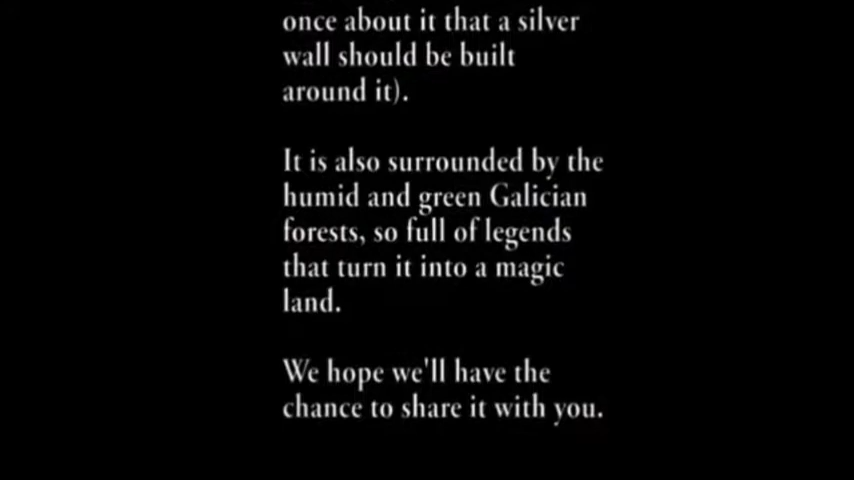 once about it that a silver
wall should be built
around it).
It is also surrounded by the
humid and green Galician
forests, so full of legends
that turn it into a magic
land.
We hope we'll have the
chance to share it with you.